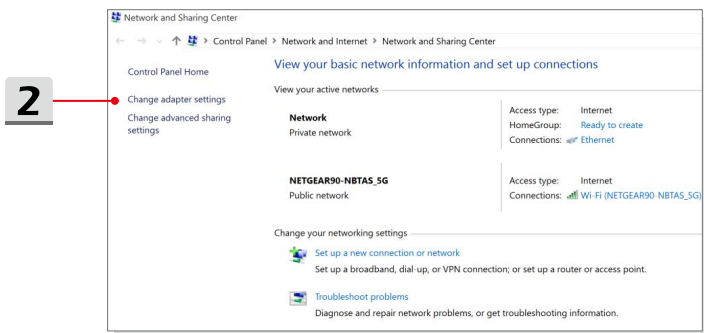 Network and Sharing Center
Control Panel > Network and Internet > Network and Sharing Center
Control Panel Home
2
Change adapter settings
Change advanced sharing
settings
View your basic network information and set up connections
View your active networks
Network
Private network
Access type: Internet
HomeGroup: Ready to create
Connections: Ethernet
NETGEAR90-NBTAS_5G
Public network
Access type: Internet
Connections: Wi-Fi (NETGEAR90-NBTAS_5G)
Change your networking settings
Set up a new connection or network
Set up a broadband, dial-up, or VPN connection; or set up a router or access point.
Troubleshoot problems
Diagnose and repair network problems, or get troubleshooting information.